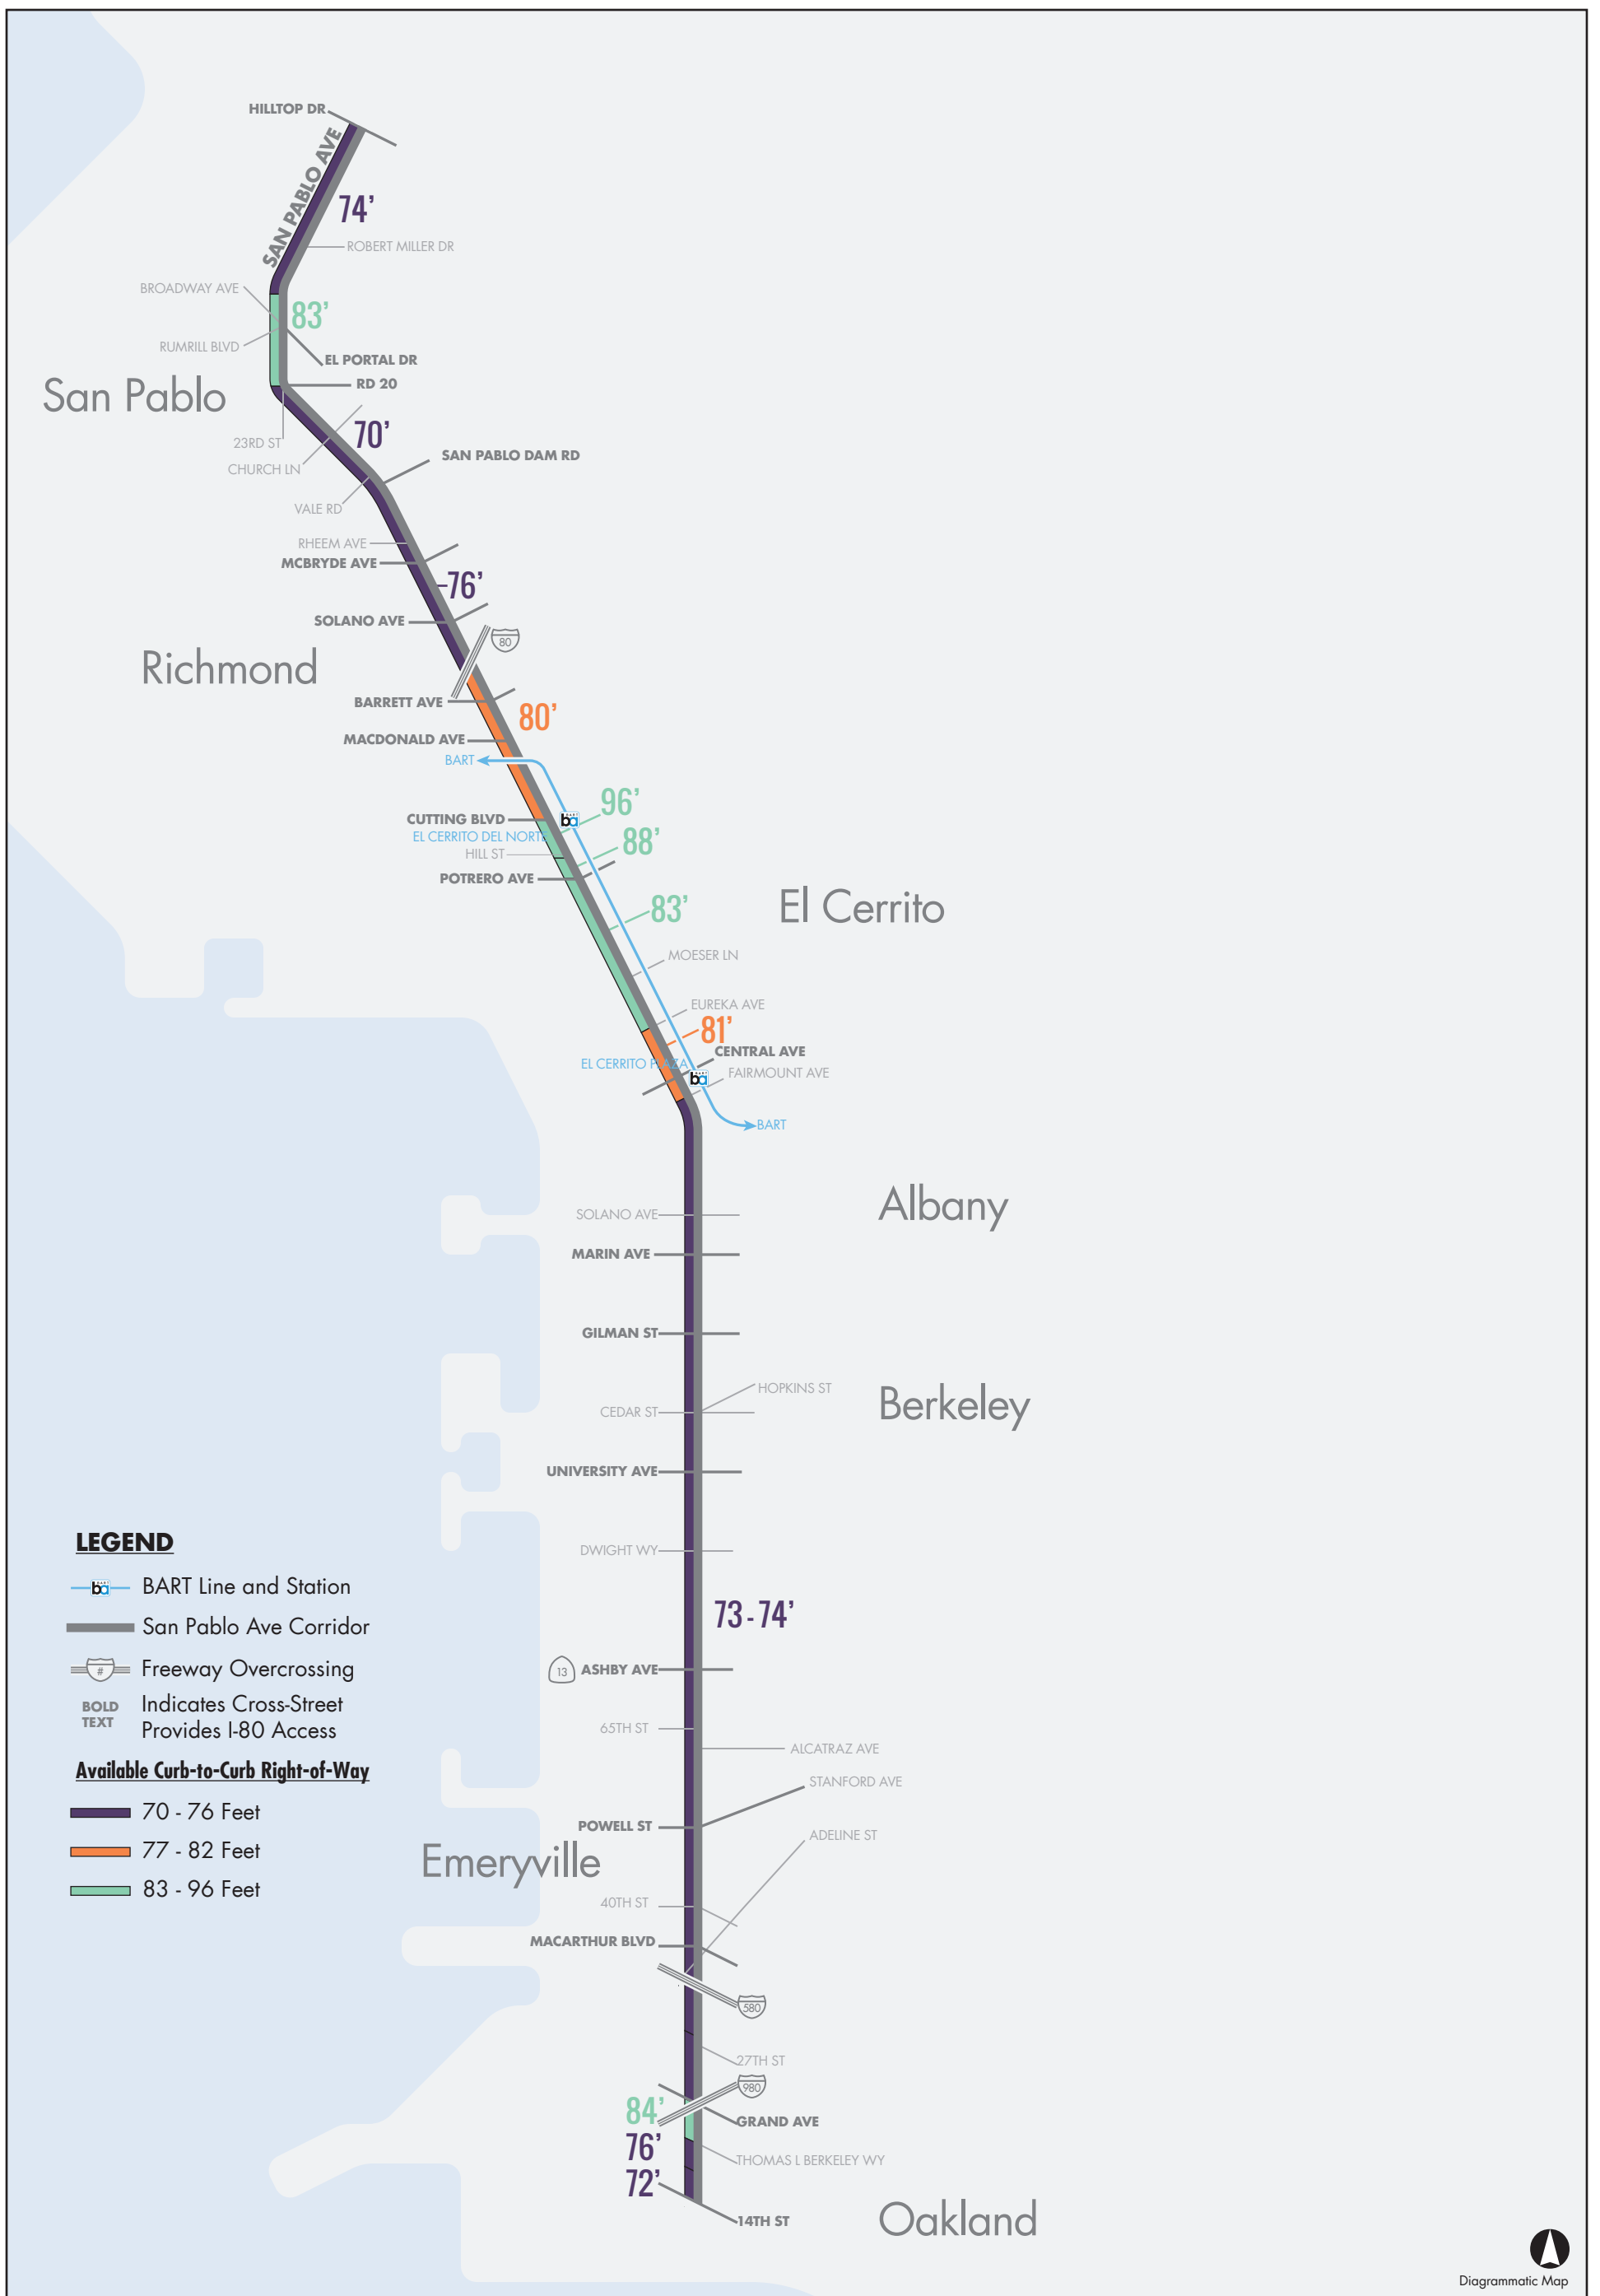 HILLTOP DR
SAN PABLO AVE
74’
ROBERT MILLER DR
BROADWAY AVE
83’
RUMRILL BLVD
EL PORTAL DR
RD 20
San Pablo
70’
23RD ST
CHURCH LN
SAN PABLO DAM RD
VALE RD
RHEEM AVE
MCBRYDE AVE
76’
SOLANO AVE
80
Richmond
BARRETT AVE
80’
MACDONALD AVE
BART
96’
CUTTING BLVD
ba
EL CERRITO DEL NORTE
88’
HILL ST
POTRERO AVE
El Cerrito
83’
MOESER LN
EUREKA AVE
81’
CENTRAL AVE
EL CERRITO PLAZA
ba
FAIRMOUNT AVE
BART
Albany
SOLANO AVE
MARIN AVE
GILMAN ST
HOPKINS ST
Berkeley
CEDAR ST
UNIVERSITY AVE
DWIGHT WY
73 - 74’
13
ASHBY AVE
65TH ST
ALCATRAZ AVE
STANFORD AVE
POWELL ST
ADELINE ST
Emeryville
40TH ST
MACARTHUR BLVD
580
27TH ST
980
84’
GRAND AVE
76’
THOMAS L BERKELEY WY
72’
14TH ST
Oakland
LEGEND
ba
BART Line and Station
San Pablo Ave Corridor
#
Freeway Overcrossing
BOLD
TEXT
Indicates Cross-Street
Provides I-80 Access
Available Curb-to-Curb Right-of-Way
70 - 76 Feet
77 - 82 Feet
83 - 96 Feet
Diagrammatic Map